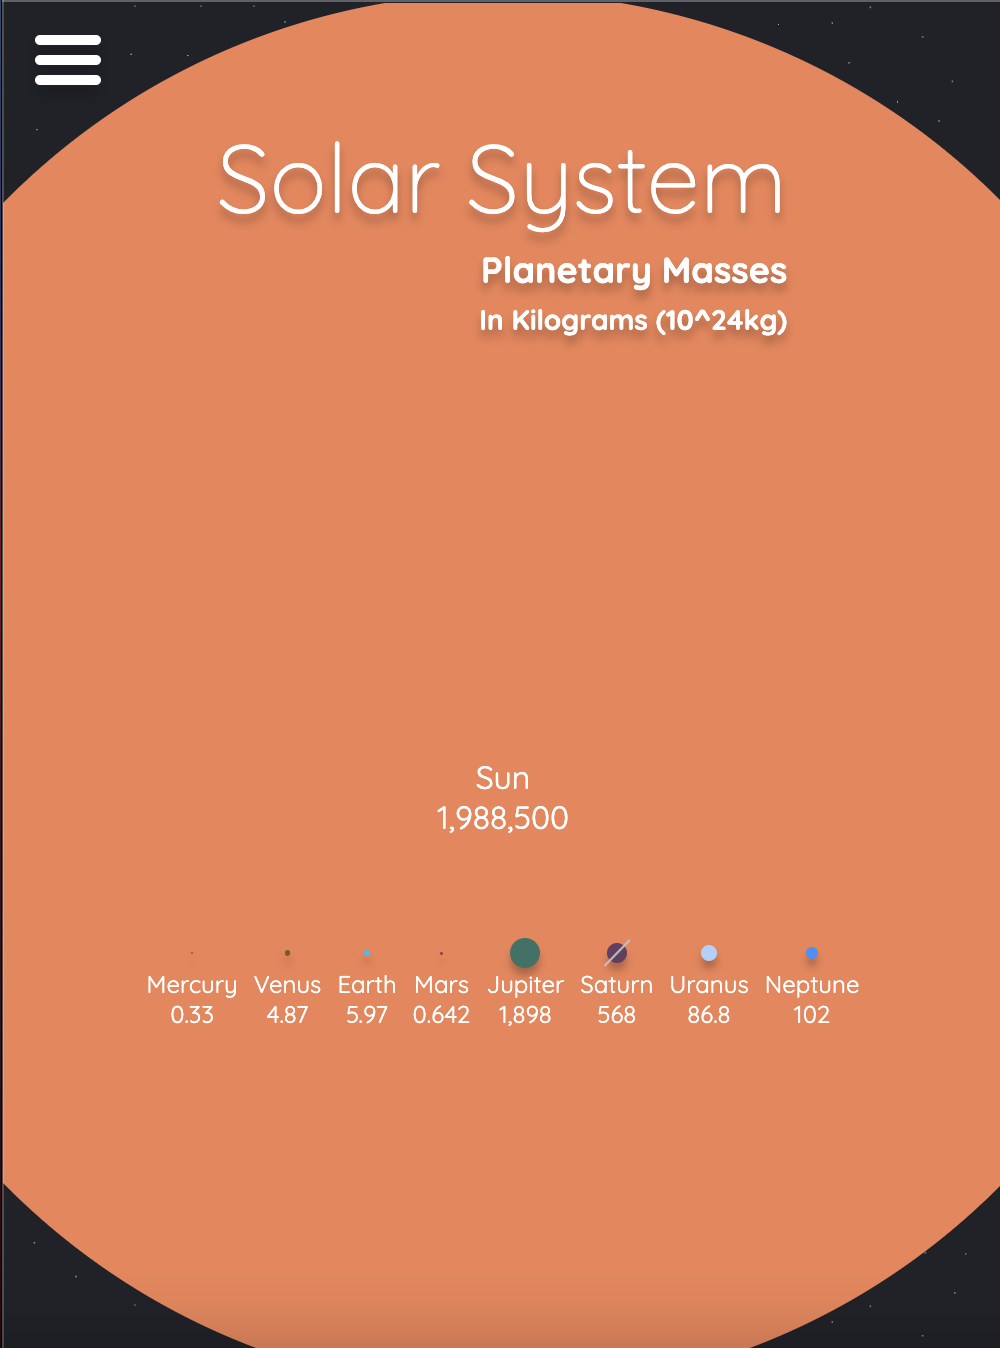 Solar System
Planetary Masses
In Kilograms (10^24kg)
Sun
1,988,500
Mercury Venus Earth Mars Jupiter Saturn Uranus Neptune
0.33 4.87 5.97 0.642 1,898 568 86.8 102